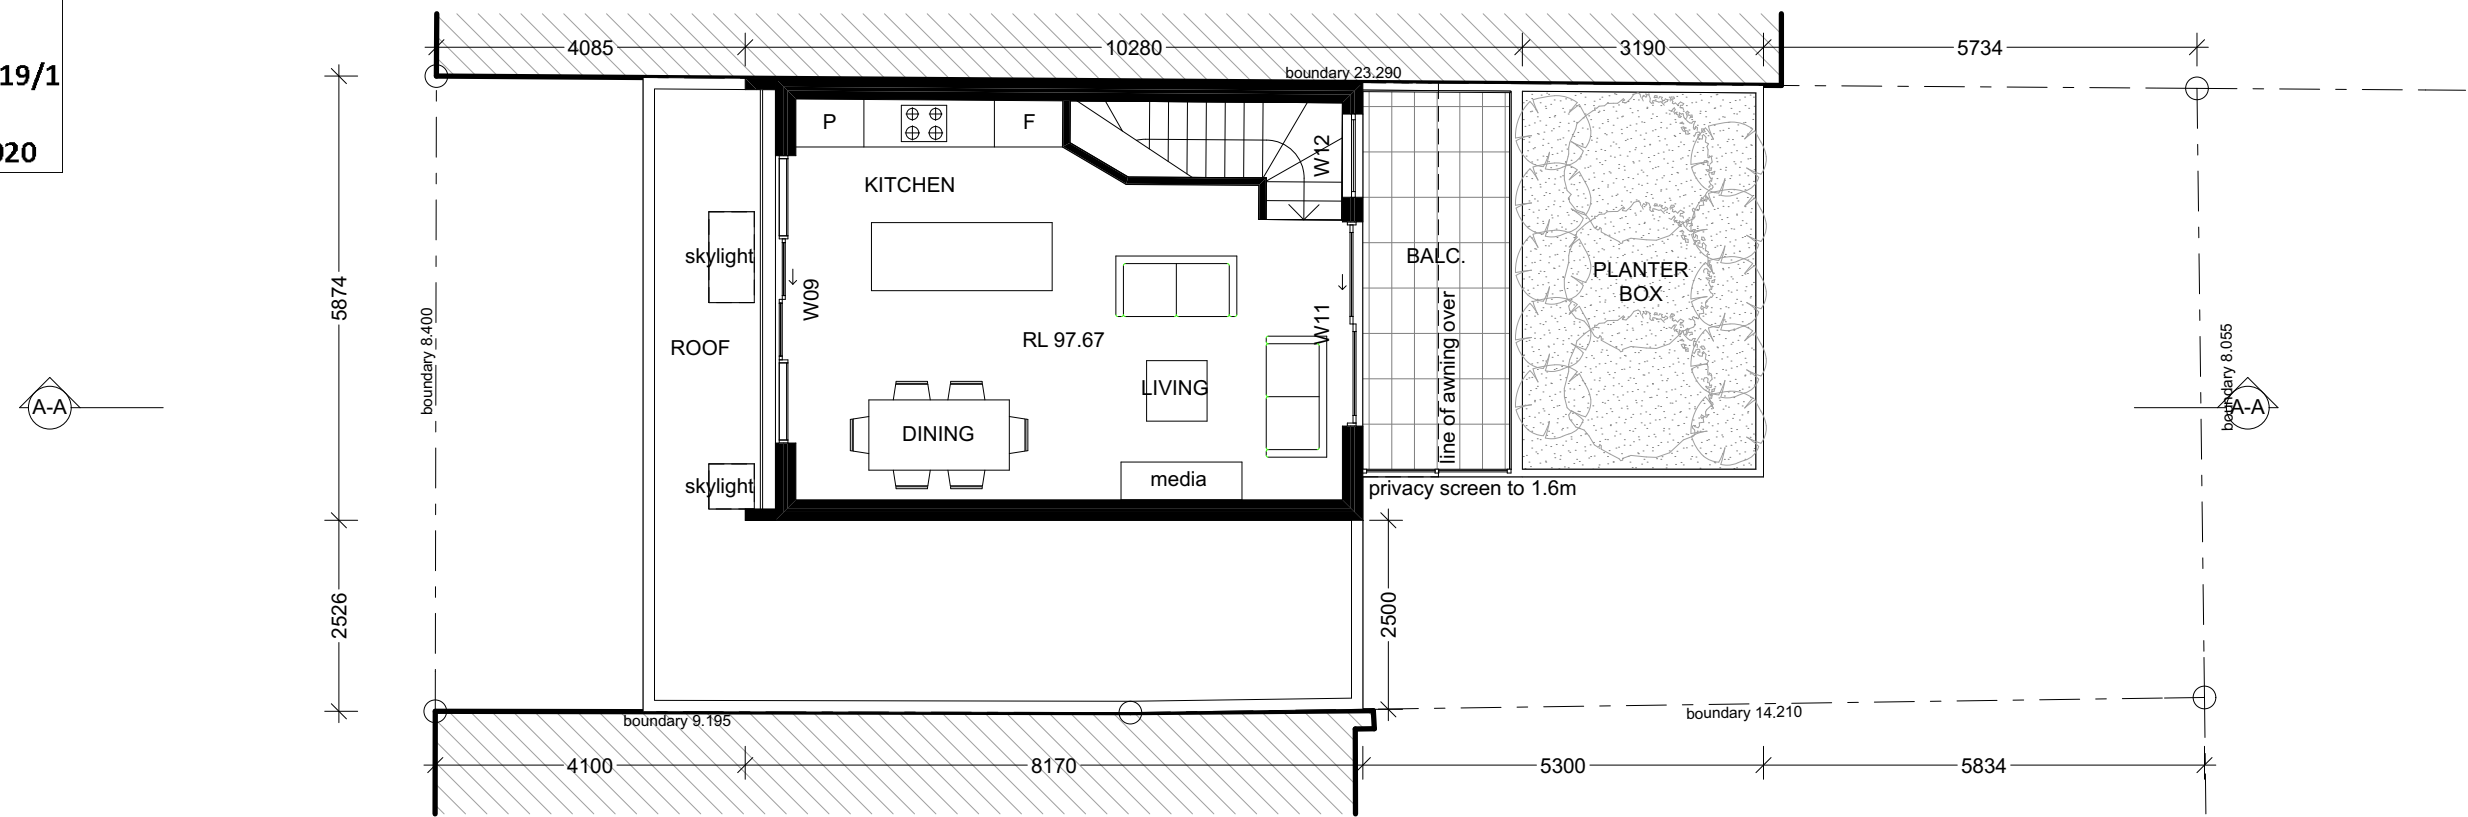 19/1
020
4085
10280
3190
5734
boundary 23.290
P
F
W12
KITCHEN
skylight
W09
BALC.
PLANTER
BOX
5874
boundary 8.400
ROOF
RL 97.67
W11
line of awning over
boundary 8.055
A-A
LIVING
A-A
DINING
media
skylight
privacy screen to 1.6m
2526
2500
boundary 9.195
boundary 14.210
4100
8170
5300
5834